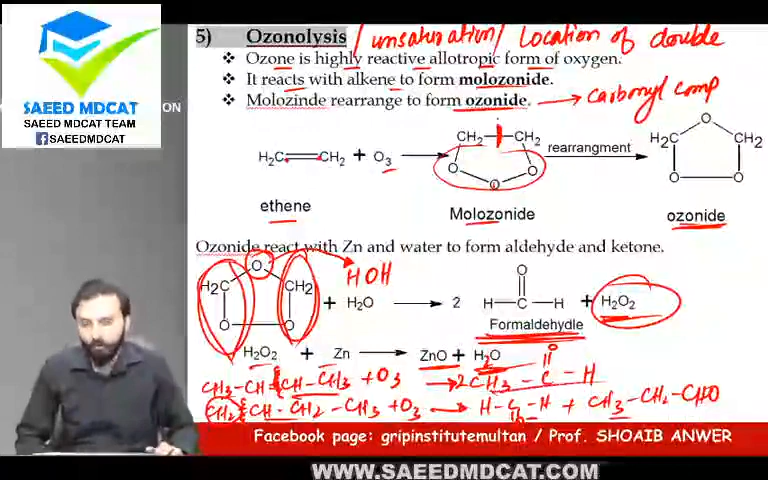 5) Ozonolysis / unsaturation / location of double
❖ Ozone is highly reactive allotropic form of oxygen.
❖ It reacts with alkene to form molozonide.
❖ Molozinde rearrange to form ozonide. → carbonyl comp
SAEED MDCAT
SAEED MDCAT TEAM
SAEEDMDCAT
ON
H2C=CH2 + O3 → CH2 CH2 O O O rearrangment → H2C O CH2 O O
ethene Molozonide ozonide
Ozonide react with Zn and water to form aldehyde and ketone.
HOH
H2C O CH2 O O + H2O → 2 H-C-H O + H2O2
Formaldehydle
H2O2 + Zn → ZnO + H2O
CH3-CH=CH-CH3 + O3 → 2CH3-C-H O
CH2=CH-CH2-CH3 + O3 → H-C-H + CH3-CH2-CHO
Facebook page: gripinstitutemultan / Prof. SHOAIB ANWER
WWW.SAEEDMDCAT.COM